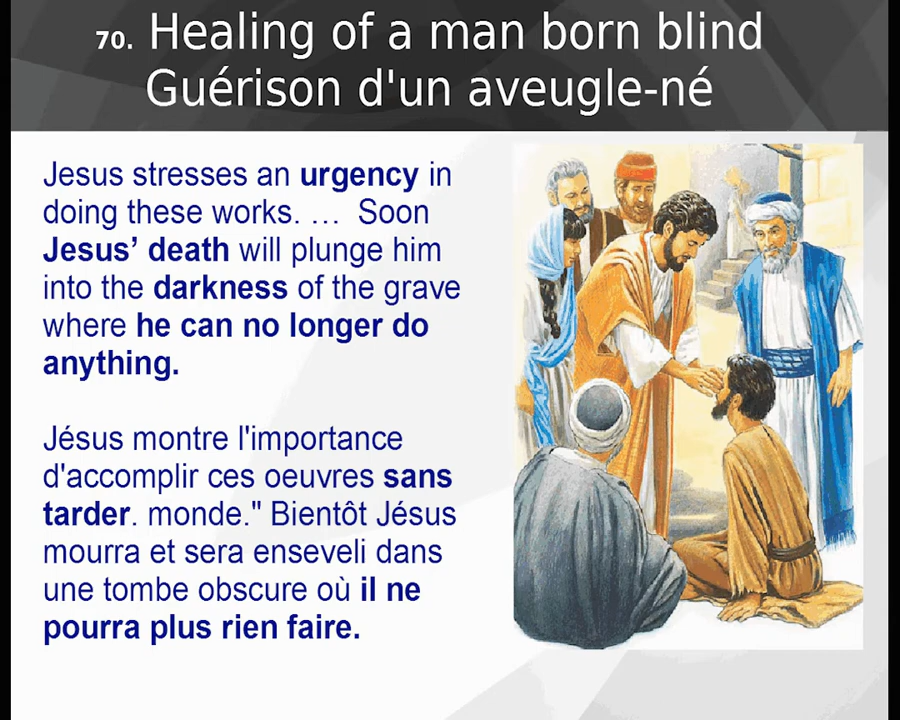 70. Healing of a man born blind
Guérison d'un aveugle-né
Jesus stresses an urgency in
doing these works. … Soon
Jesus’ death will plunge him
into the darkness of the grave
where he can no longer do
anything.
Jésus montre l'importance
d'accomplir ces oeuvres sans
tarder. monde." Bientôt Jésus
mourra et sera enseveli dans
une tombe obscure où il ne
pourra plus rien faire.